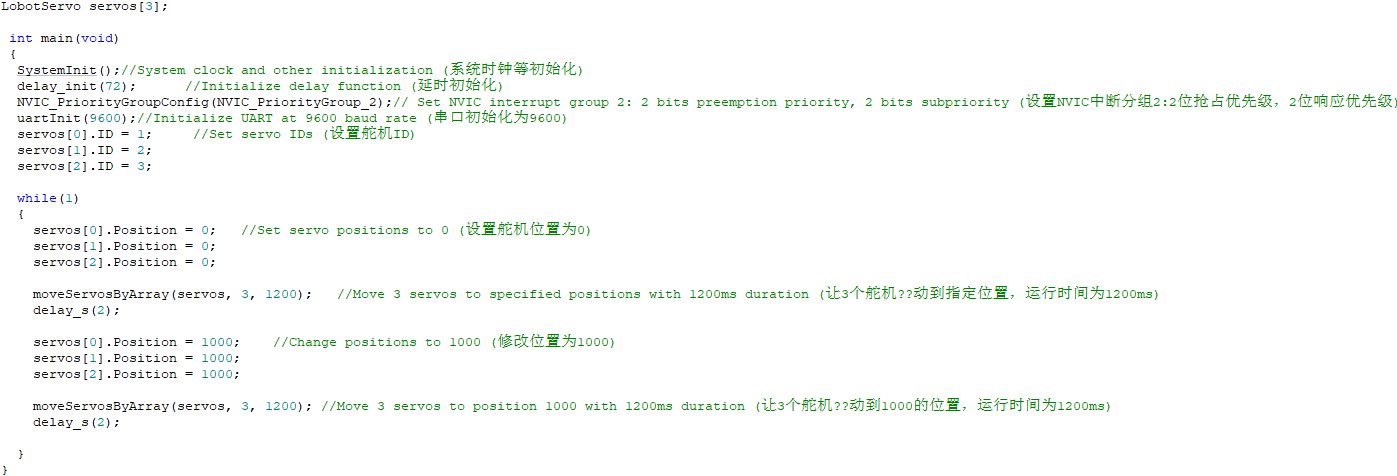 LobotServo servos[3];
int main(void)
{
SystemInit();//System clock and other initialization (系统时钟等初始化)
delay_init(72);      //Initialize delay function (延时初始化)
NVIC_PriorityGroupConfig(NVIC_PriorityGroup_2);// Set NVIC interrupt group 2: 2 bits preemption priority, 2 bits subpriority (设置NVIC中断分组2:2位抢占优先级，2位响应优先级)
uartInit(9600);//Initialize UART at 9600 baud rate (串口初始化为9600)
servos[0].ID = 1;     //Set servo IDs (设置舵机ID)
servos[1].ID = 2;
servos[2].ID = 3;
while(1)
{
servos[0].Position = 0;   //Set servo positions to 0 (设置舵机位置为0)
servos[1].Position = 0;
servos[2].Position = 0;
moveServosByArray(servos, 3, 1200);   //Move 3 servos to specified positions with 1200ms duration (让3个舵机??动到指定位置，运行时间为1200ms)
delay_s(2);
servos[0].Position = 1000;    //Change positions to 1000 (修改位置为1000)
servos[1].Position = 1000;
servos[2].Position = 1000;
moveServosByArray(servos, 3, 1200); //Move 3 servos to position 1000 with 1200ms duration (让3个舵机??动到1000的位置，运行时间为1200ms)
delay_s(2);
}
}